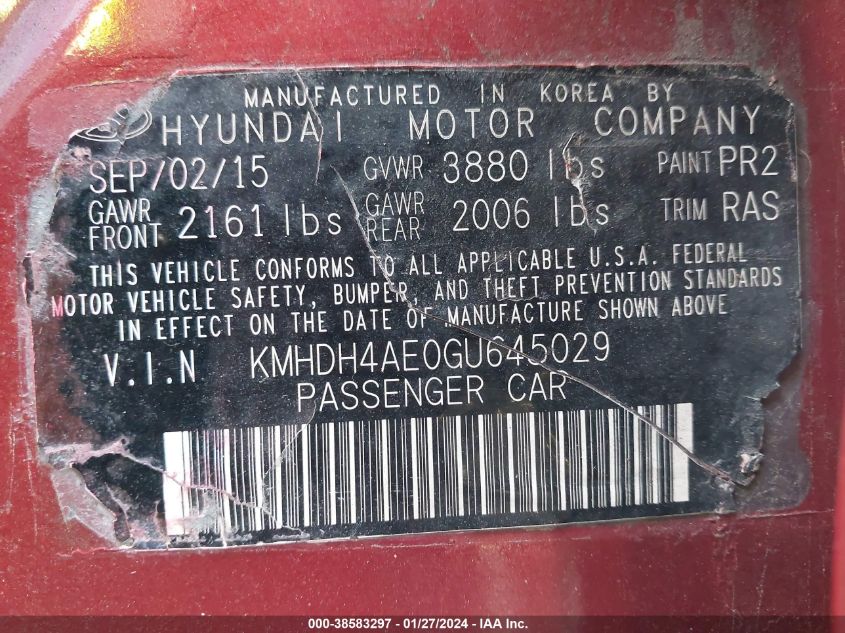 MANUFACTURED IN KOREA BY
HYUNDAI MOTOR COMPANY
SEP/02/15 GVWR 3880 lbs PAINT PR2
GAWR FRONT 2161 lbs GAWR REAR 2006 lbs TRIM RAS
THIS VEHICLE CONFORMS TO ALL APPLICABLE U.S.A. FEDERAL
MOTOR VEHICLE SAFETY, BUMPER, AND THEFT PREVENTION STANDARDS
IN EFFECT ON THE DATE OF MANUFACTURE SHOWN ABOVE
V.I.N KMHDH4AE0GU645029
PASSENGER CAR
000-38583297 - 01/27/2024 - IAA Inc.